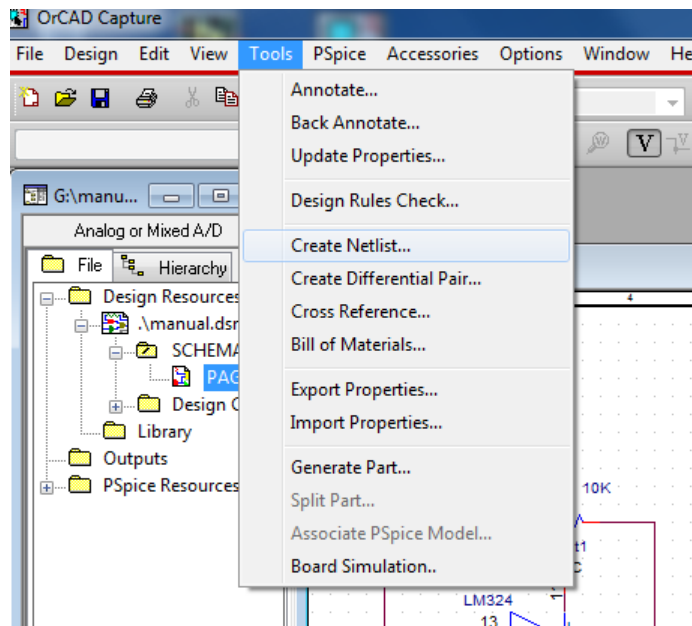 OrCAD Capture
File Design Edit View Tools PSpice Accessories Options Window He
Annotate...
Back Annotate...
Update Properties...
Design Rules Check...
Create Netlist...
Create Differential Pair...
Cross Reference...
Bill of Materials...
Export Properties...
Import Properties...
Generate Part...
Split Part...
Associate PSpice Model...
Board Simulation..
V
V
G:\manu...
Analog or Mixed A/D
File Hierarchy
Design Resources
.\manual.dsn
SCHEMA
PAG
Design C
Library
Outputs
PSpice Resources
4
10K
t1
C
LM324
13